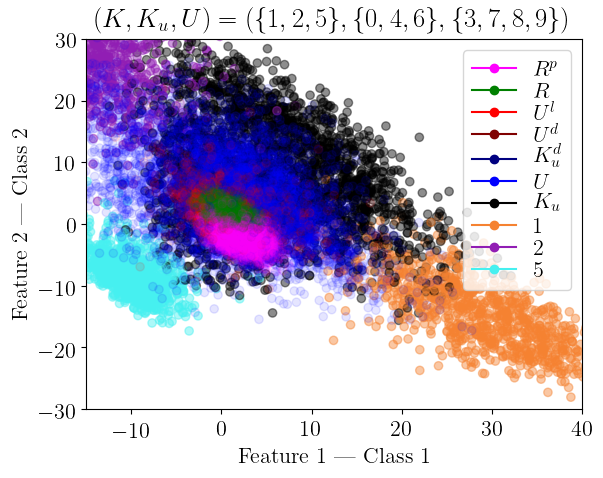 (K, K_u, U) = ({1, 2, 5}, {0, 4, 6}, {3, 7, 8, 9})
30
20
10
0
−10
−20
−30
Feature 2 — Class 2
R^p
R
U^l
U^d
K_u^d
U
K_u
1
2
5
−10
0
10
20
30
40
Feature 1 — Class 1